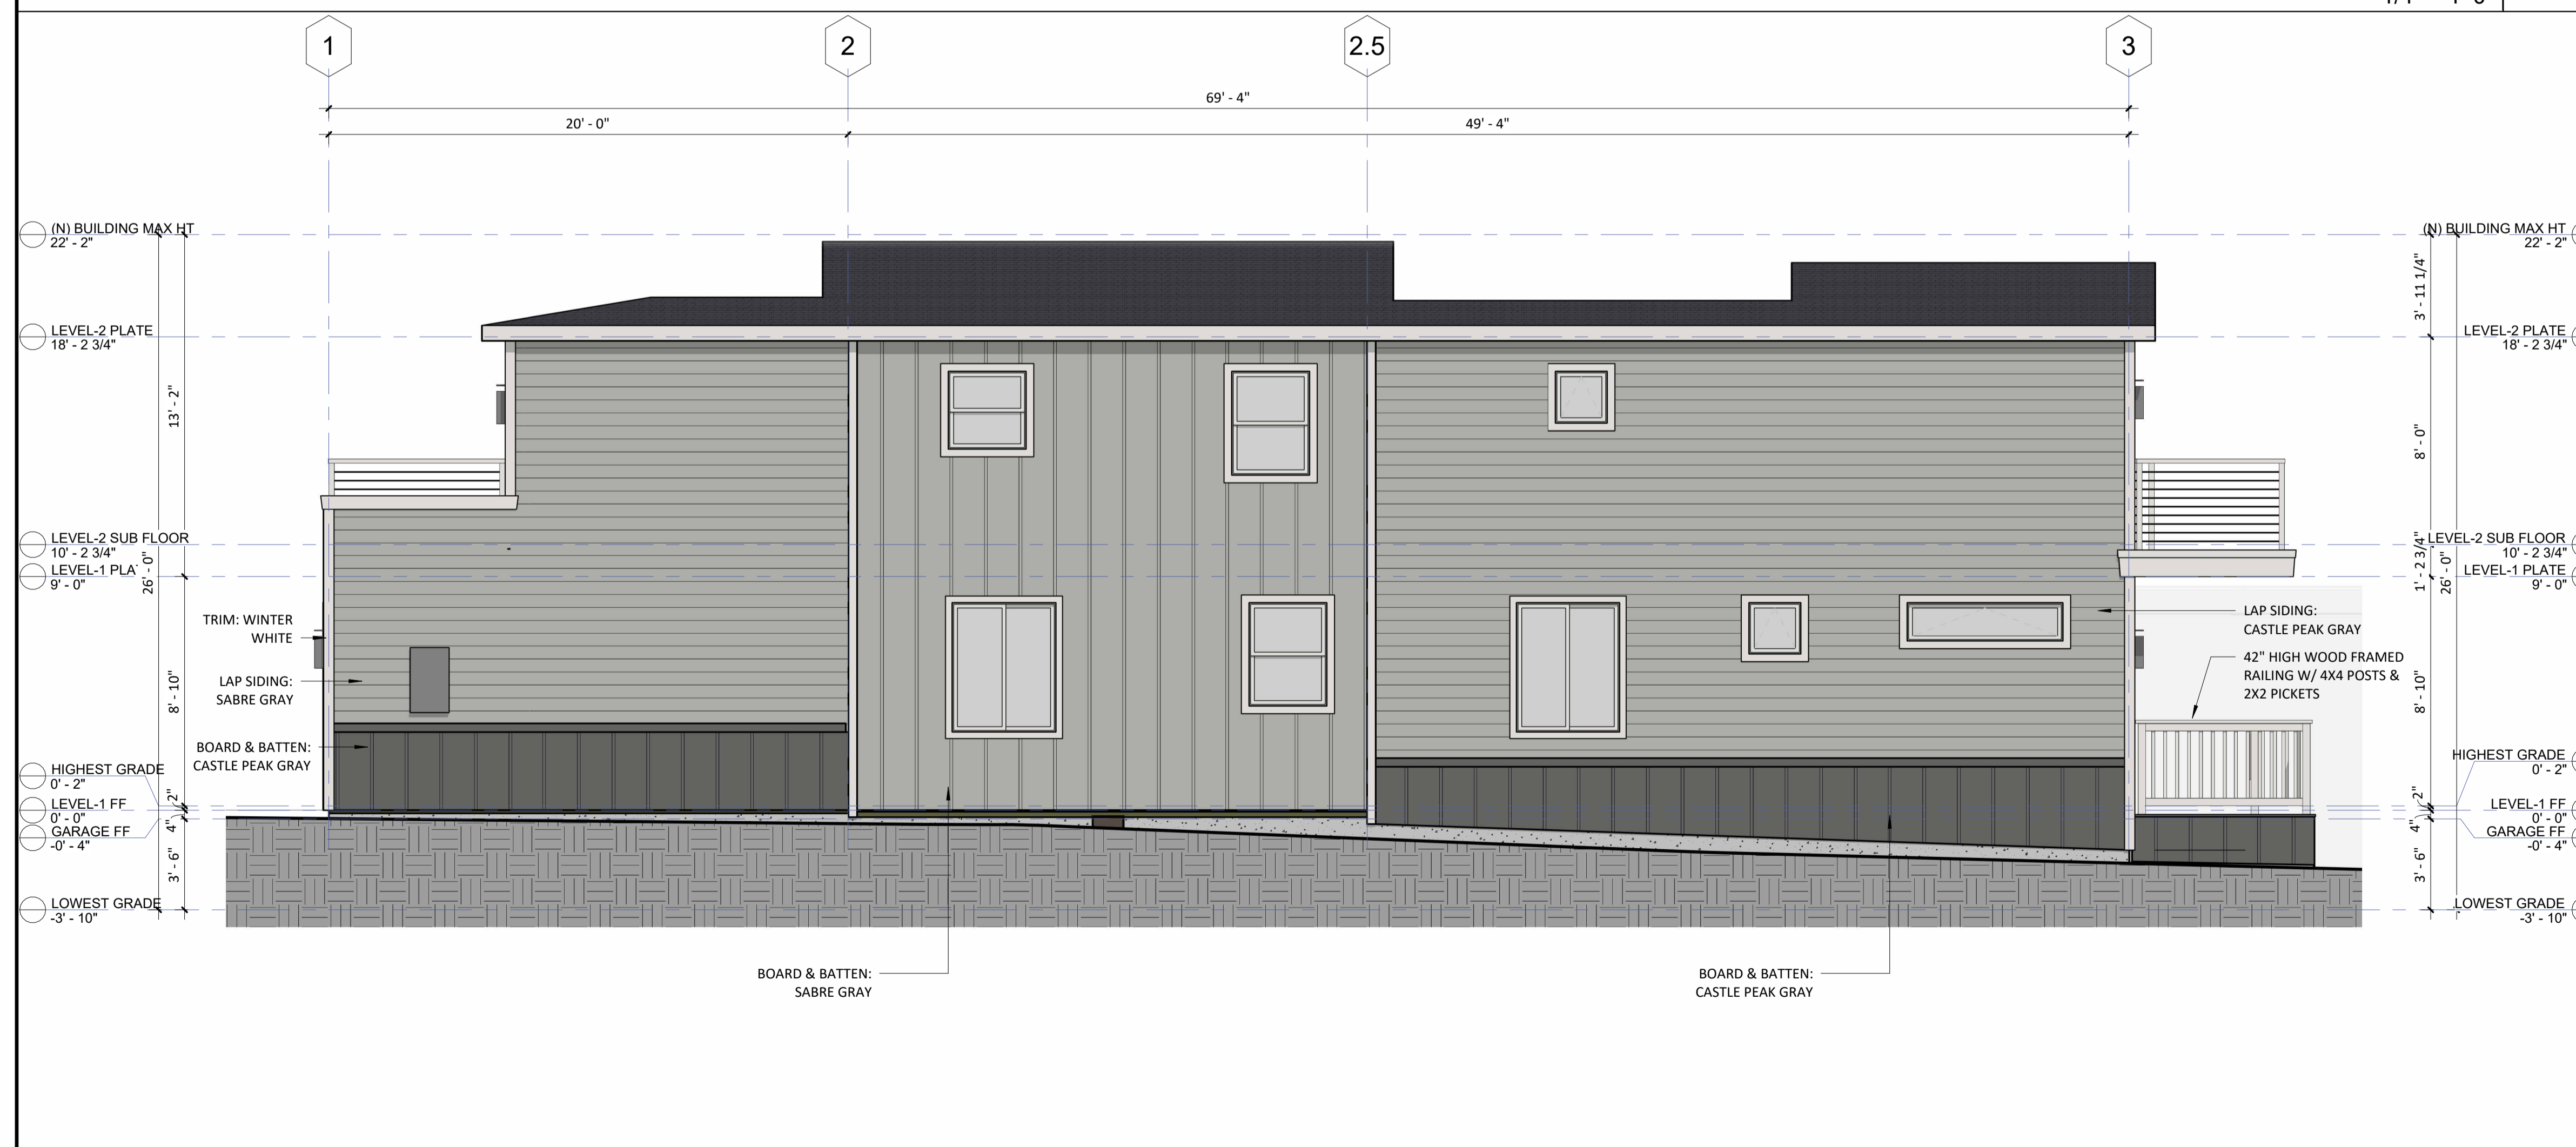 1
2
2.5
3
69' - 4"
20' - 0"
49' - 4"
(N) BUILDING MAX HT
22' - 2"
LEVEL-2 PLATE
18' - 2 3/4"
LEVEL-2 SUB FLOOR
10' - 2 3/4"
LEVEL-1 PLA
9' - 0"
HIGHEST GRADE
0' - 2"
LEVEL-1 FF
0' - 0"
GARAGE FF
-0' - 4"
LOWEST GRADE
-3' - 10"
26' - 0"
13' - 2"
8' - 10"
2"
4"
3' - 6"
TRIM: WINTER
WHITE
LAP SIDING:
SABRE GRAY
BOARD & BATTEN:
CASTLE PEAK GRAY
BOARD & BATTEN:
SABRE GRAY
BOARD & BATTEN:
CASTLE PEAK GRAY
LAP SIDING:
CASTLE PEAK GRAY
42" HIGH WOOD FRAMED
RAILING W/ 4X4 POSTS &
2X2 PICKETS
3' - 11 1/4"
8' - 0"
1' - 2 3/4"
8' - 10"
2"
4"
3' - 6"
26' - 0"
(N) BUILDING MAX HT
22' - 2"
LEVEL-2 PLATE
18' - 2 3/4"
LEVEL-2 SUB FLOOR
10' - 2 3/4"
LEVEL-1 PLATE
9' - 0"
HIGHEST GRADE
0' - 2"
LEVEL-1 FF
0' - 0"
GARAGE FF
-0' - 4"
LOWEST GRADE
-3' - 10"